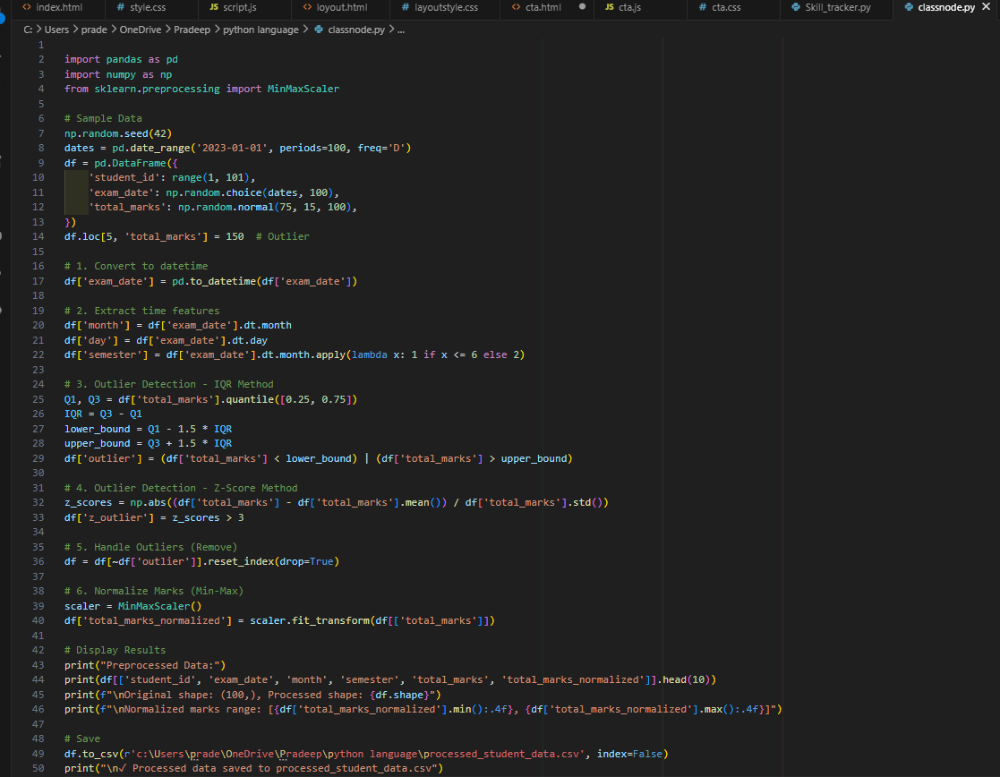 index.html style.css script.js loyout.html layoutstyle.css cta.html cta.js cta.css Skill_tracker.py classnode.py
C: > Users > prade > OneDrive > Pradeep > python language > classnode.py > ...
1
2 import pandas as pd
3 import numpy as np
4 from sklearn.preprocessing import MinMaxScaler
5
6 # Sample Data
7 np.random.seed(42)
8 dates = pd.date_range('2023-01-01', periods=100, freq='D')
9 df = pd.DataFrame({
10 'student_id': range(1, 101),
11 'exam_date': np.random.choice(dates, 100),
12 'total_marks': np.random.normal(75, 15, 100),
13 })
14 df.loc[5, 'total_marks'] = 150  # Outlier
15
16 # 1. Convert to datetime
17 df['exam_date'] = pd.to_datetime(df['exam_date'])
18
19 # 2. Extract time features
20 df['month'] = df['exam_date'].dt.month
21 df['day'] = df['exam_date'].dt.day
22 df['semester'] = df['exam_date'].dt.month.apply(lambda x: 1 if x <= 6 else 2)
23
24 # 3. Outlier Detection - IQR Method
25 Q1, Q3 = df['total_marks'].quantile([0.25, 0.75])
26 IQR = Q3 - Q1
27 lower_bound = Q1 - 1.5 * IQR
28 upper_bound = Q3 + 1.5 * IQR
29 df['outlier'] = (df['total_marks'] < lower_bound) | (df['total_marks'] > upper_bound)
30
31 # 4. Outlier Detection - Z-Score Method
32 z_scores = np.abs((df['total_marks'] - df['total_marks'].mean()) / df['total_marks'].std())
33 df['z_outlier'] = z_scores > 3
34
35 # 5. Handle Outliers (Remove)
36 df = df[~df['outlier']].reset_index(drop=True)
37
38 # 6. Normalize Marks (Min-Max)
39 scaler = MinMaxScaler()
40 df['total_marks_normalized'] = scaler.fit_transform(df[['total_marks']])
41
42 # Display Results
43 print("Preprocessed Data:")
44 print(df[['student_id', 'exam_date', 'month', 'semester', 'total_marks', 'total_marks_normalized']].head(10))
45 print(f"\nOriginal shape: (100,), Processed shape: {df.shape}")
46 print(f"\nNormalized marks range: [{df['total_marks_normalized'].min():.4f}, {df['total_marks_normalized'].max():.4f}]")
47
48 # Save
49 df.to_csv(r'c:\Users\prade\OneDrive\Pradeep\python language\processed_student_data.csv', index=False)
50 print("\n✓ Processed data saved to processed_student_data.csv")